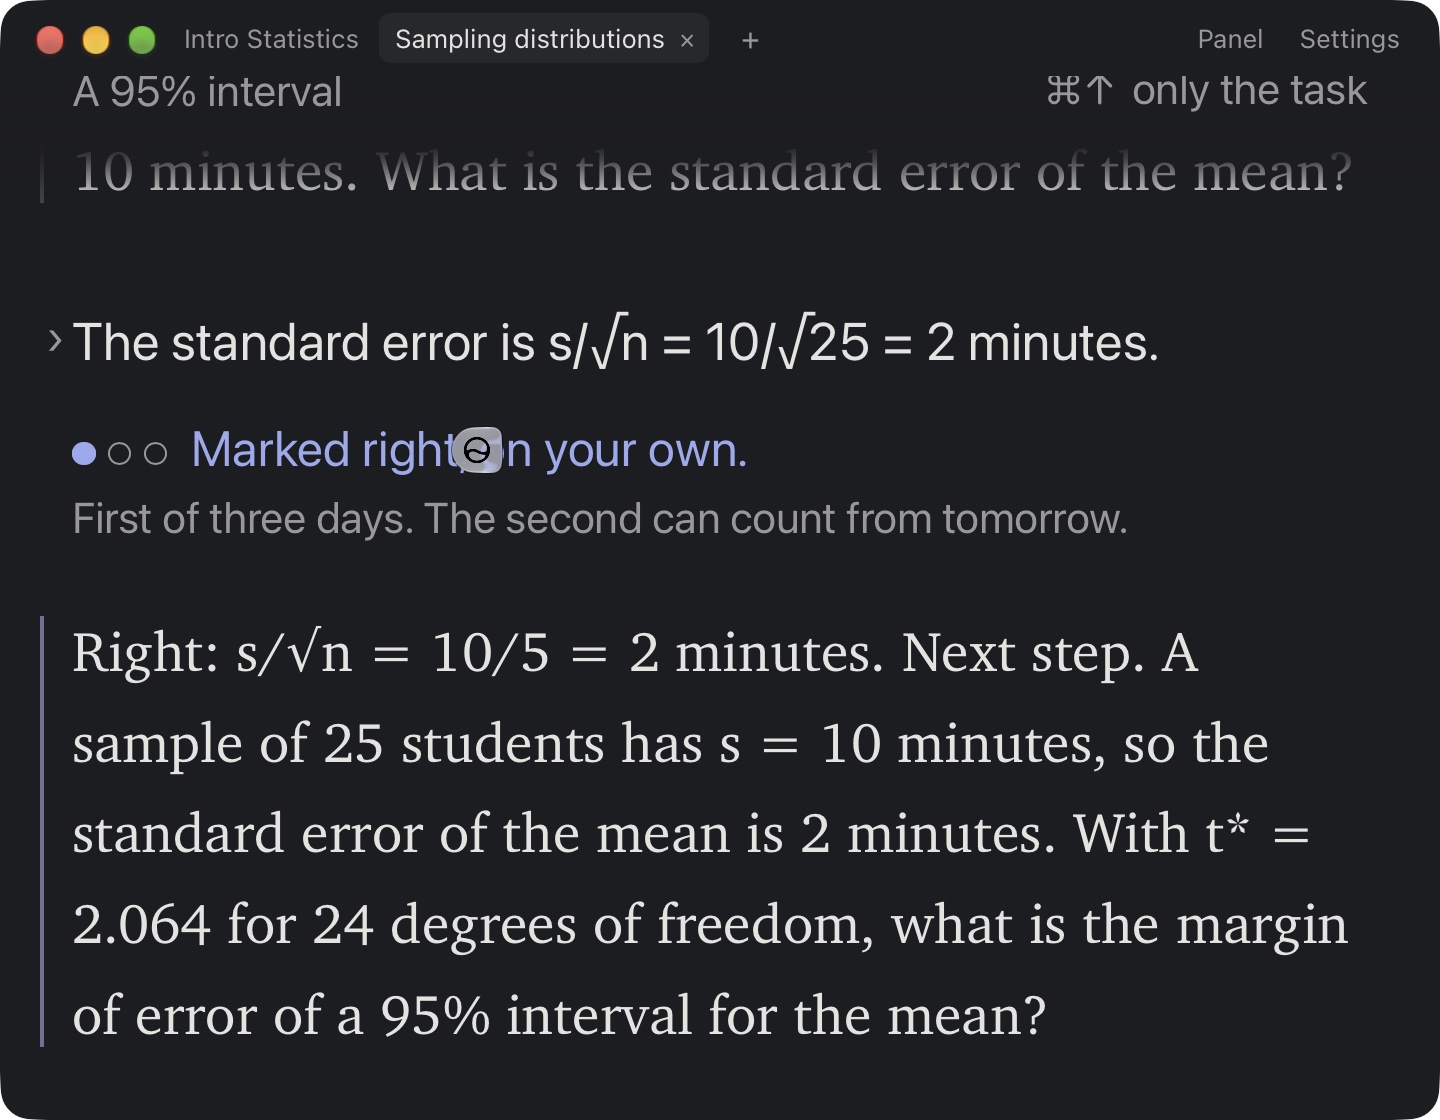 Intro Statistics Sampling distributions × + Panel Settings
A 95% interval ⌘↑ only the task
10 minutes. What is the standard error of the mean?
› The standard error is s/√n = 10/√25 = 2 minutes.
Marked right, n your own.
First of three days. The second can count from tomorrow.
Right: s/√n = 10/5 = 2 minutes. Next step. A
sample of 25 students has s = 10 minutes, so the
standard error of the mean is 2 minutes. With t* =
2.064 for 24 degrees of freedom, what is the margin
of error of a 95% interval for the mean?